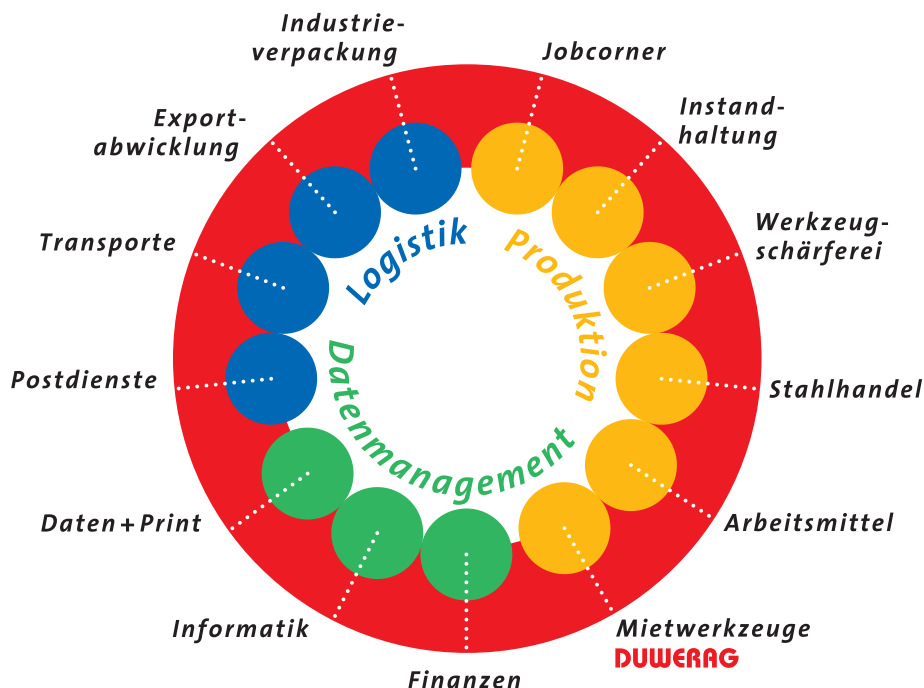 Industrie-
verpackung
Jobcorner
Export-
abwicklung
Instand-
haltung
Transporte
Werkzeug-
schärferei
Logistik
Produktion
Datenmanagement
Postdienste
Stahlhandel
Daten+Print
Arbeitsmittel
Informatik
Mietwerkzeuge
DUWERAG
Finanzen